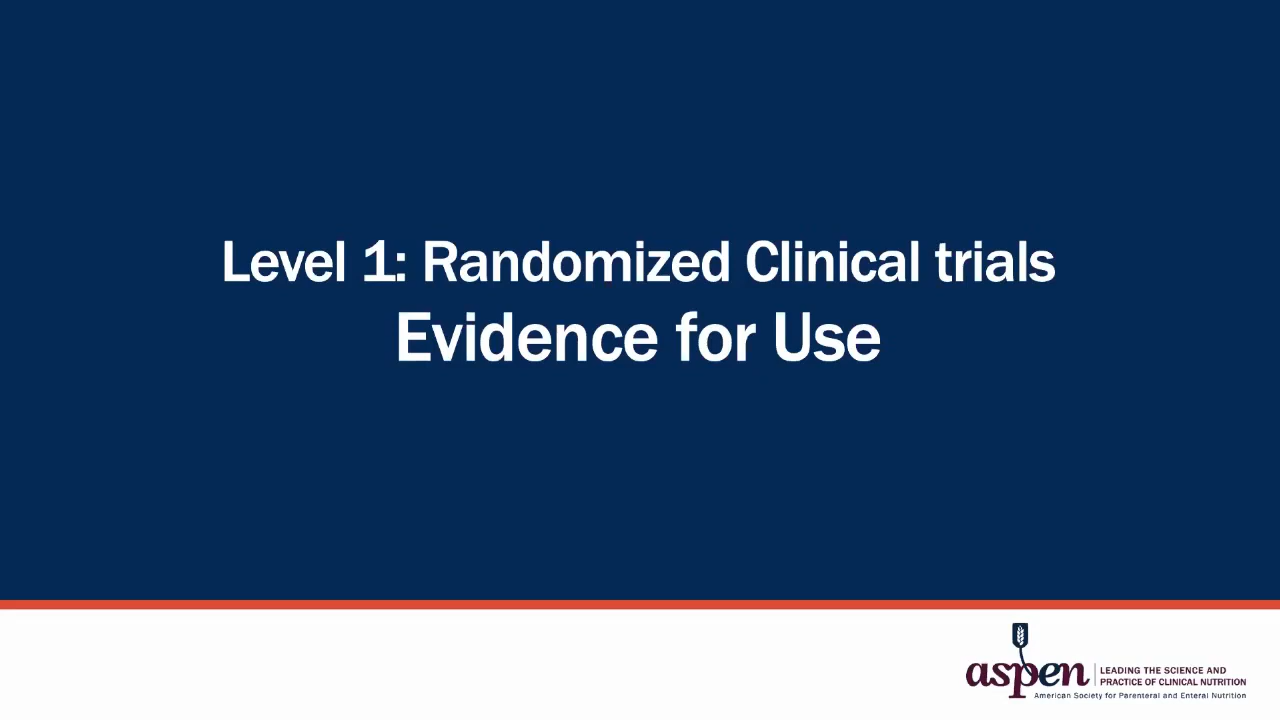 Level 1: Randomized Clinical trials
Evidence for Use
aspen
LEADING THE SCIENCE AND
PRACTICE OF CLINICAL NUTRITION
American Society for Parenteral and Enteral Nutrition